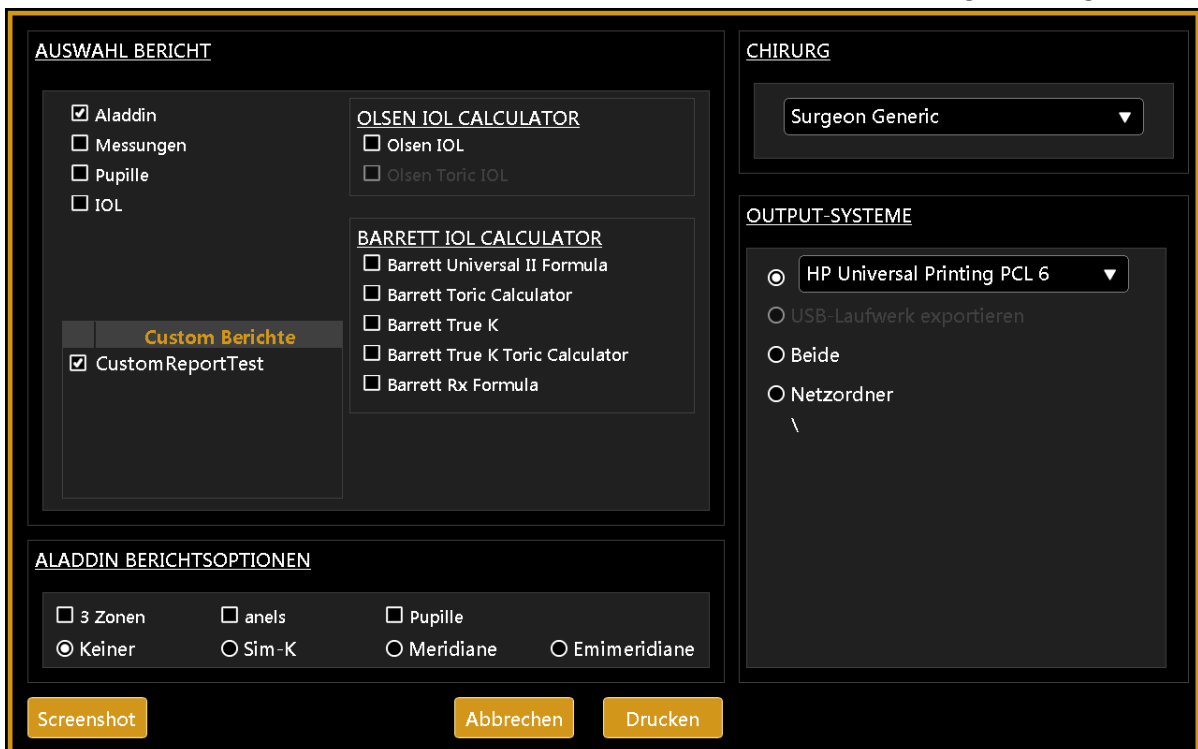 AUSWAHL BERICHT
Aladdin
Messungen
Pupille
IOL
OLSEN IOL CALCULATOR
Olsen IOL
Olsen Toric IOL
BARRETT IOL CALCULATOR
Barrett Universal II Formula
Barrett Toric Calculator
Barrett True K
Barrett True K Toric Calculator
Barrett Rx Formula
Custom Berichte
CustomReportTest
ALADDIN BERICHTSOPTIONEN
3 Zonen anels Pupille
Keiner Sim-K Meridiane Emimeridiane
Screenshot Abbrechen Drucken
CHIRURG
Surgeon Generic
OUTPUT-SYSTEME
HP Universal Printing PCL 6
USB-Laufwerk exportieren
Beide
Netzordner
\